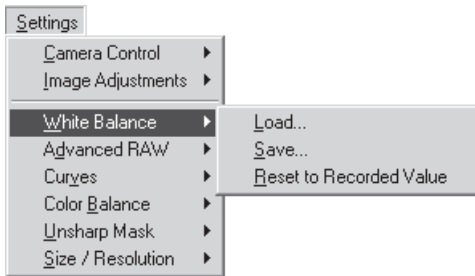 Settings
Camera Control
Image Adjustments
White Balance
Advanced RAW
Curves
Color Balance
Unsharp Mask
Size / Resolution
Load...
Save...
Reset to Recorded Value